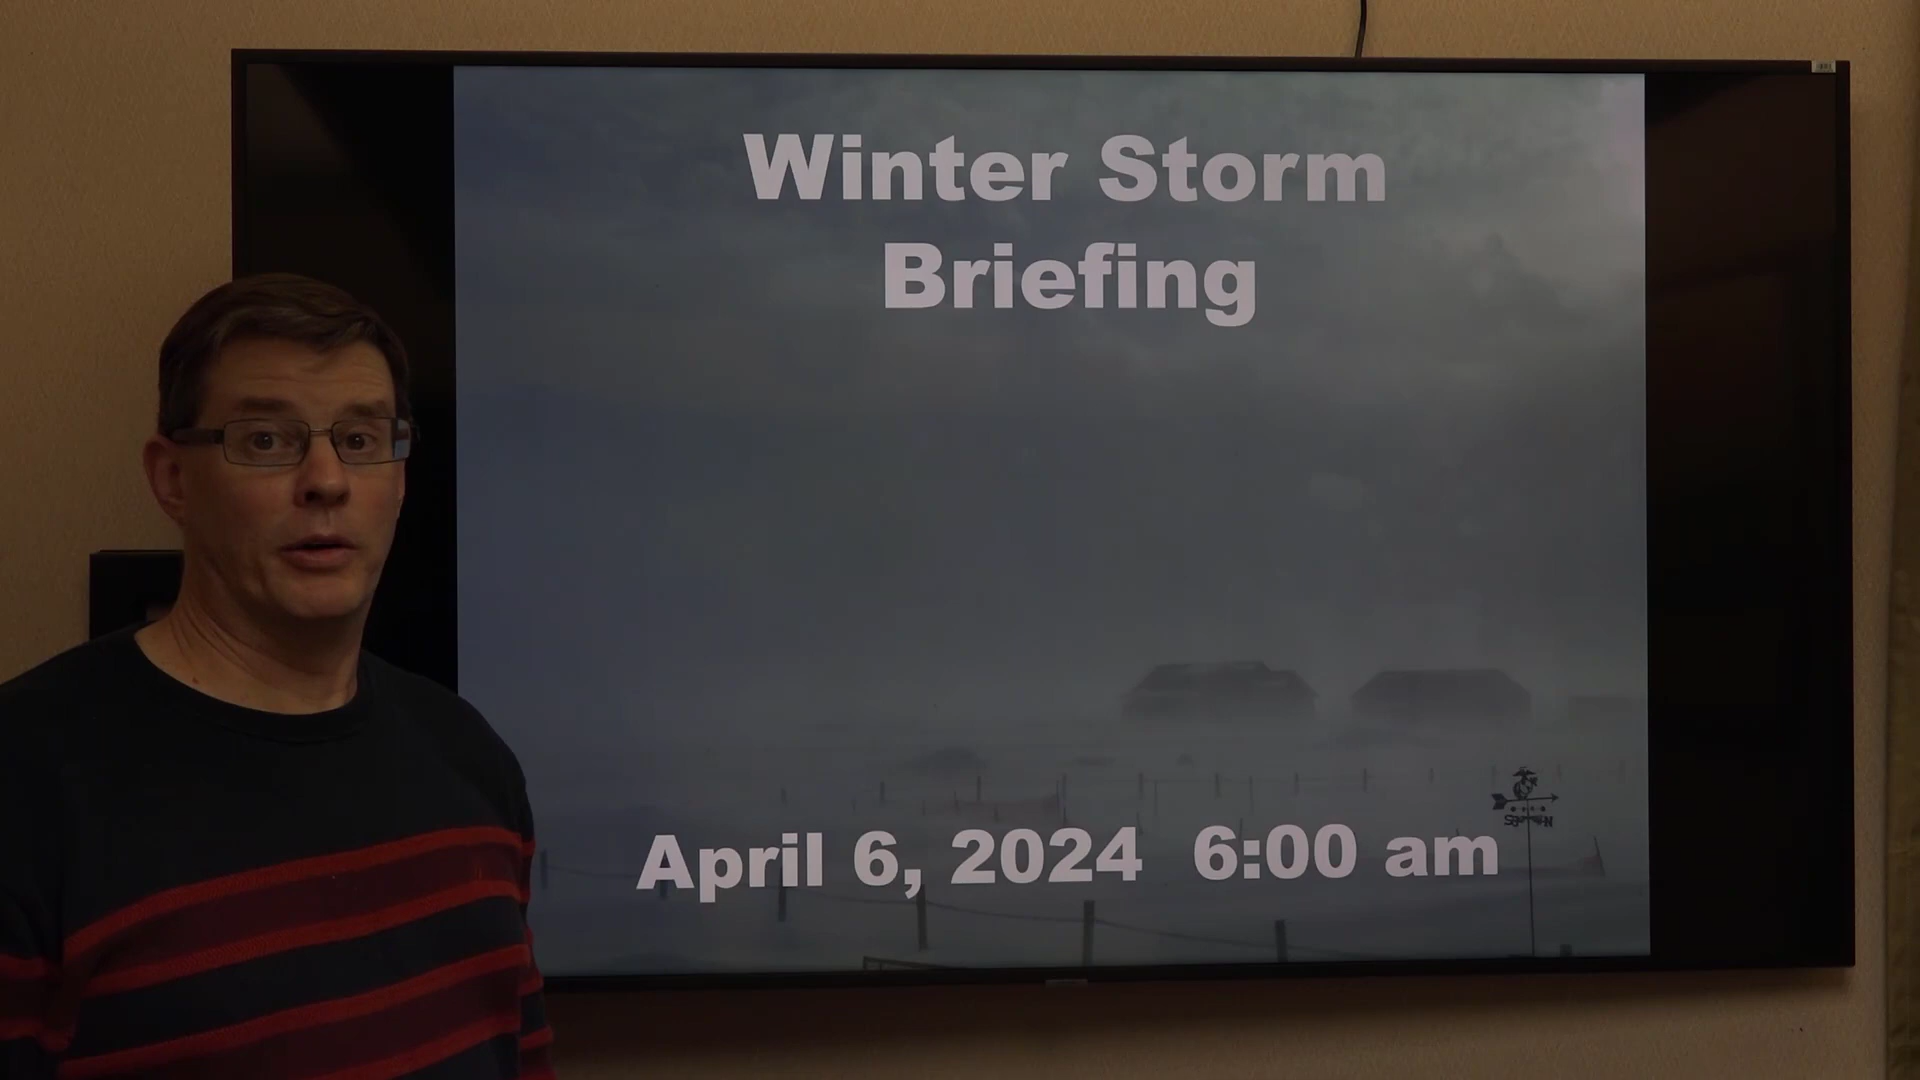 Winter Storm
Briefing
April 6, 2024 6:00 am